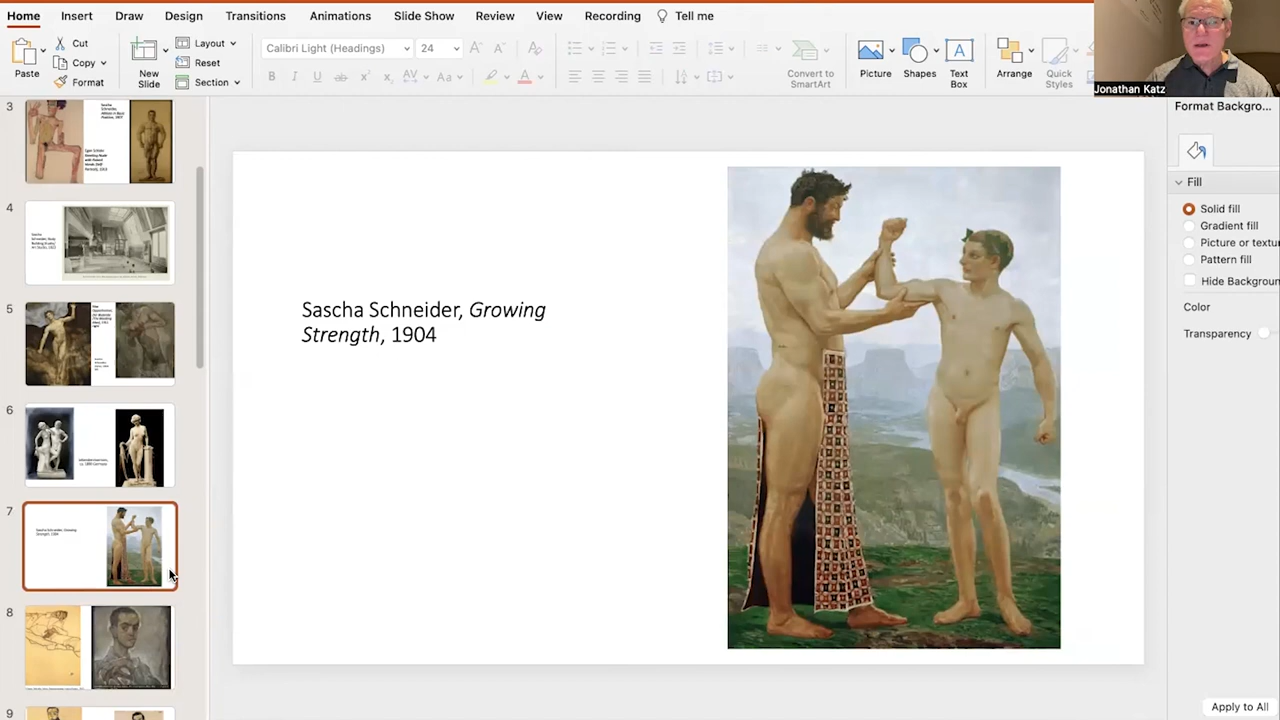 Home Insert Draw Design Transitions Animations Slide Show Review View Recording Tell me
Paste
Cut
Copy
Format
New
Slide
Layout
Reset
Section
Calibri Light (Headings) 24
Convert to
SmartArt
Picture
Shapes
Text
Box
Arrange
Quick
Styles
Jonathan Katz
Format Backgro...
Fill
Solid fill
Gradient fill
Picture or textu
Pattern fill
Hide Backgroun
Color
Transparency
Apply to All
3
4
5
6
7
8
9
Sascha Schneider, Growing
Strength, 1904